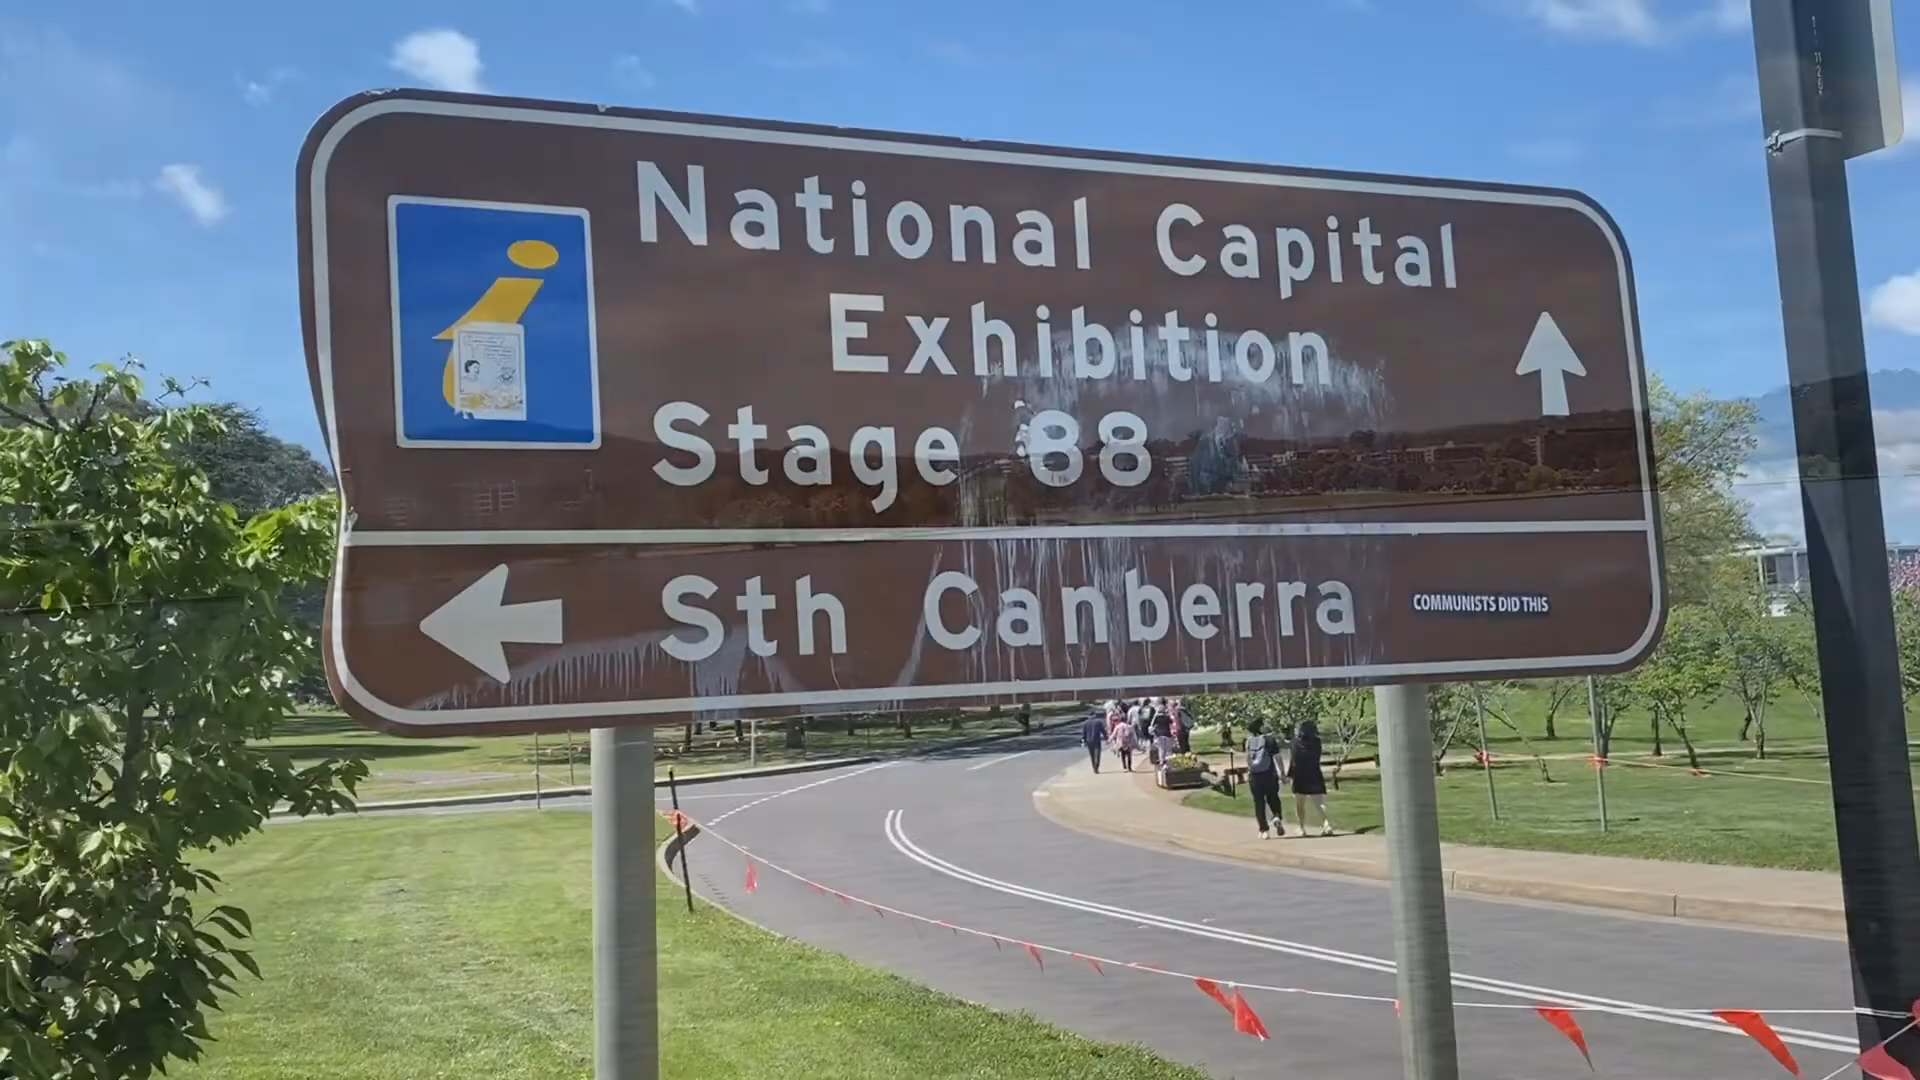 National Capital
Exhibition
Stage 88
Sth Canberra
COMMUNISTS DID THIS